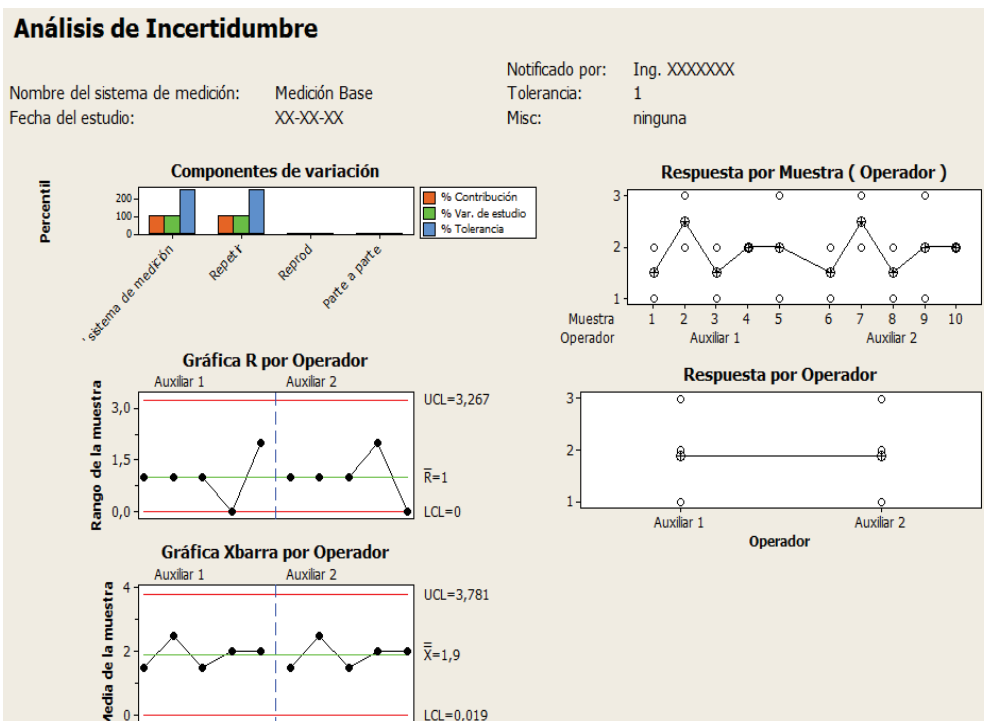 Análisis de Incertidumbre
Nombre del sistema de medición: Medición Base
Fecha del estudio: XX-XX-XX
Notificado por: Ing. XXXXXXX
Tolerancia: 1
Misc: ninguna
Componentes de variación
Percentil
200
100
0
% Contribución
% Var. de estudio
% Tolerancia
sistema de medición
Repetr
Reprod
Parte a parte
Gráfica R por Operador
Auxiliar 1 Auxiliar 2
Rango de la muestra
3,0
1,5
0,0
UCL=3,267
R=1
LCL=0
Gráfica Xbarra por Operador
Auxiliar 1 Auxiliar 2
Media de la muestra
4
2
0
UCL=3,781
X=1,9
LCL=0,019
Respuesta por Muestra ( Operador )
3
2
1
Muestra 1 2 3 4 5 6 7 8 9 10
Operador Auxiliar 1 Auxiliar 2
Respuesta por Operador
3
2
1
Auxiliar 1 Auxiliar 2
Operador